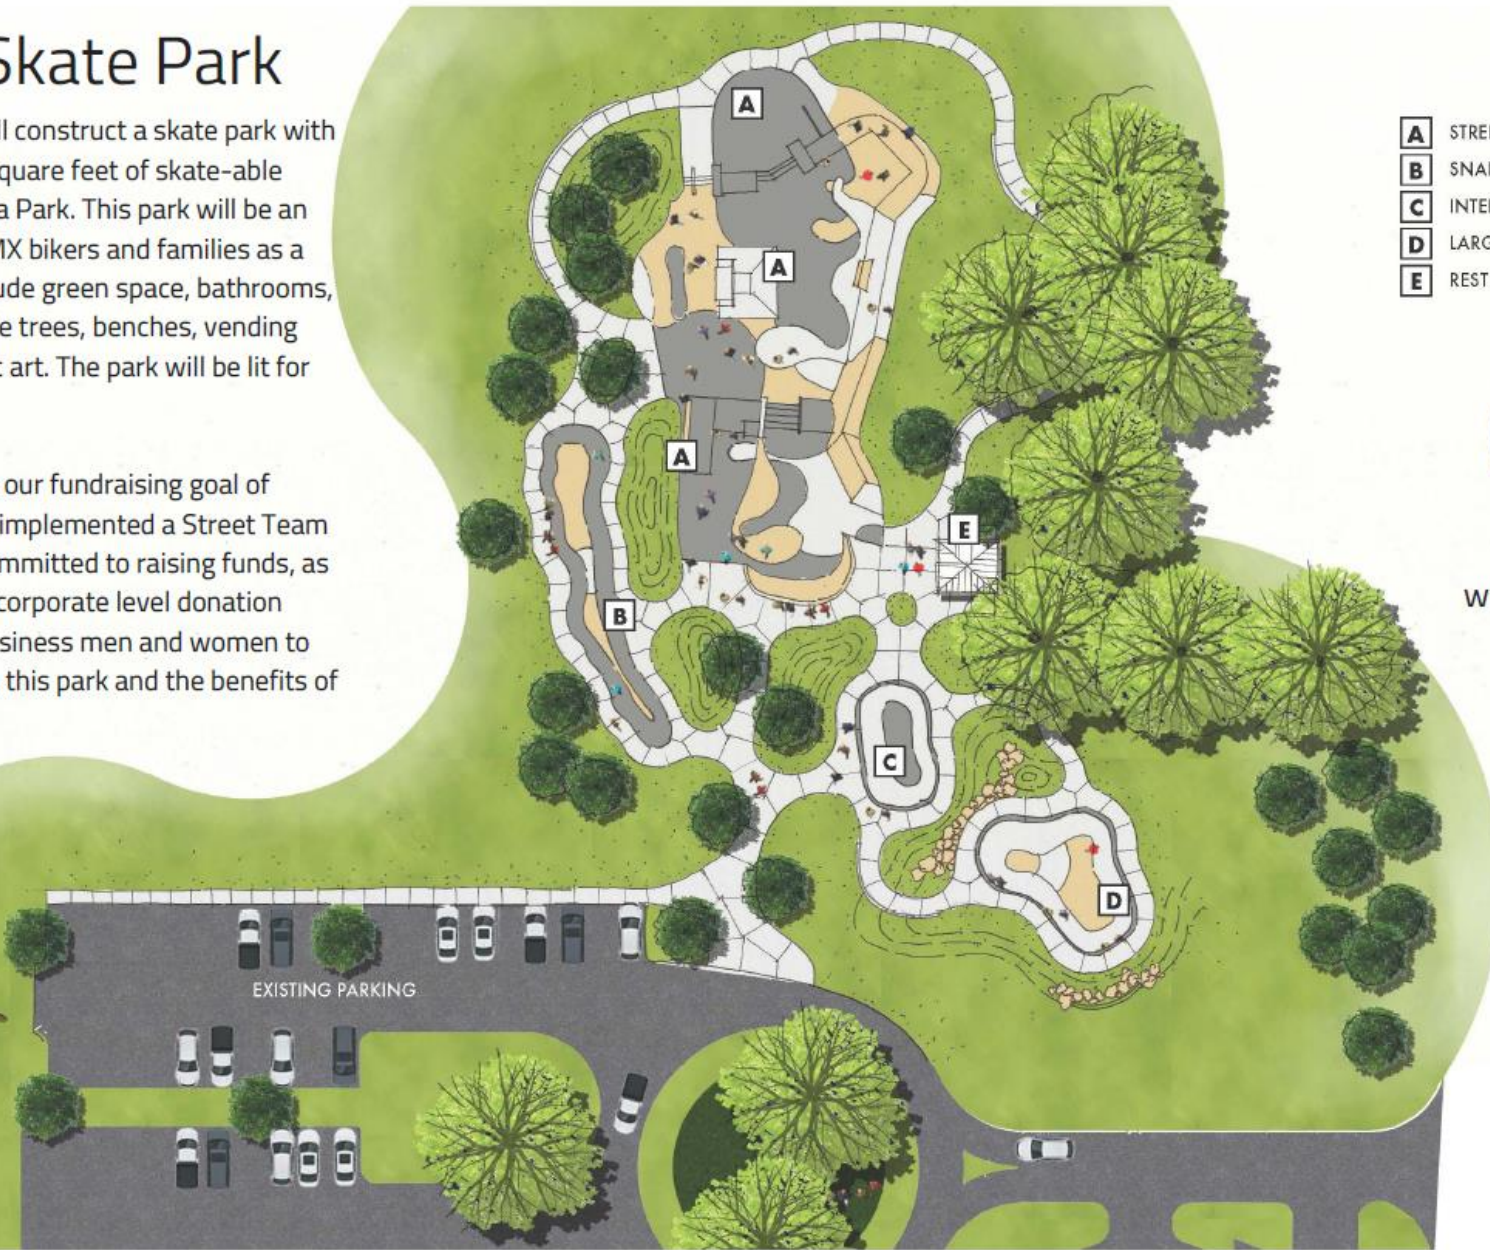 Skate Park
ll construct a skate park with
quare feet of skate-able
a Park. This park will be an
MX bikers and families as a
ude green space, bathrooms,
e trees, benches, vending
t art. The park will be lit for
our fundraising goal of
implemented a Street Team
mmitted to raising funds, as
corporate level donation
siness men and women to
this park and the benefits of
A
A
A
B
C
D
E
EXISTING PARKING
A STREE
B SNA
C INTE
D LARG
E REST
W